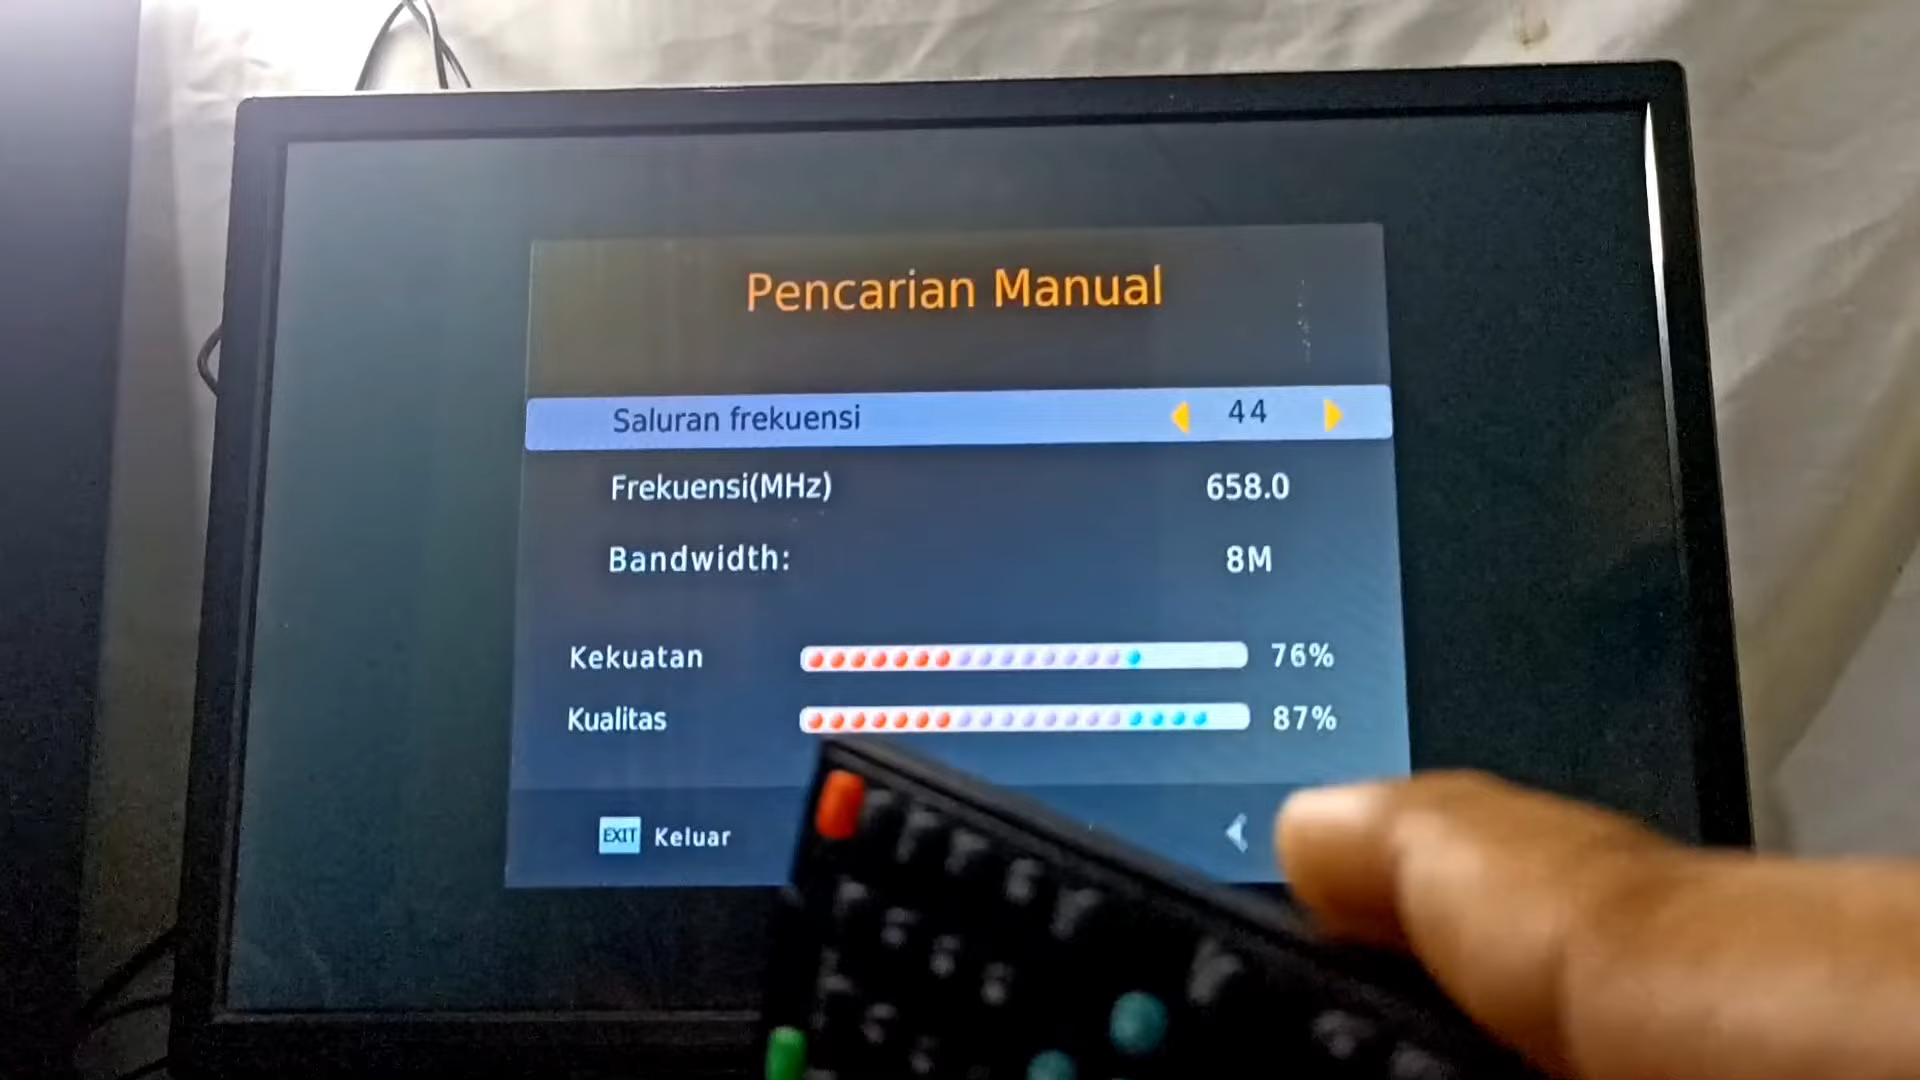 Pencarian Manual
Saluran frekuensi 44
Frekuensi(MHz) 658.0
Bandwidth: 8M
Kekuatan 76%
Kualitas 87%
EXIT Keluar